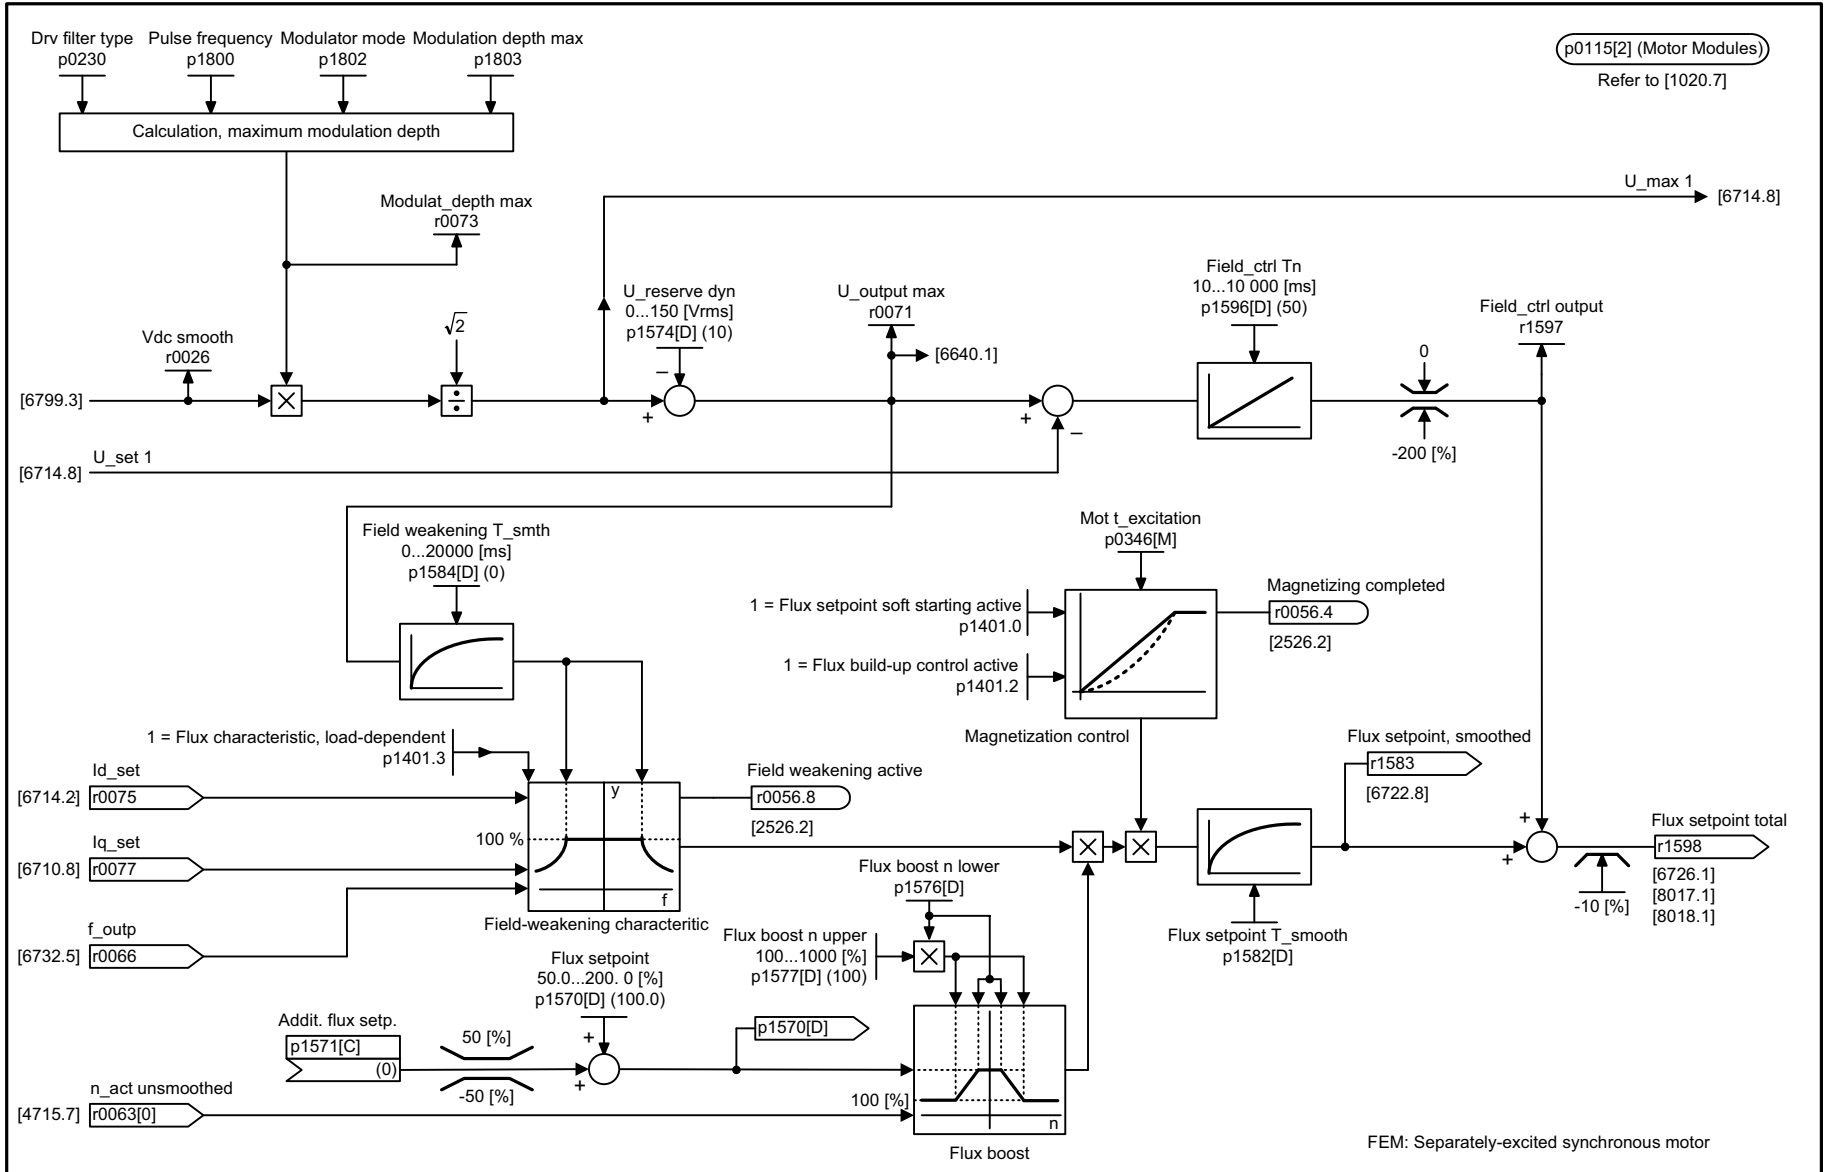 Drv filter type
p0230
Pulse frequency
p1800
Modulator mode
p1802
Modulation depth max
p1803
p0115[2] (Motor Modules)
Refer to [1020.7]
Calculation, maximum modulation depth
Modulat_depth max
r0073
U_max 1
[6714.8]
Vdc smooth
r0026
√2
U_reserve dyn
0...150 [Vrms]
p1574[D] (10)
U_output max
r0071
[6640.1]
Field_ctrl Tn
10...10 000 [ms]
p1596[D] (50)
Field_ctrl output
r1597
0
-200 [%]
[6799.3]
×
÷
–
+
+
–
[6714.8]
U_set 1
Field weakening T_smth
0...20000 [ms]
p1584[D] (0)
Mot t_excitation
p0346[M]
1 = Flux setpoint soft starting active
p1401.0
1 = Flux build-up control active
p1401.2
Magnetizing completed
r0056.4
[2526.2]
Magnetization control
1 = Flux characteristic, load-dependent
p1401.3
Id_set
[6714.2]
r0075
Iq_set
[6710.8]
r0077
f_outp
[6732.5]
r0066
y
100 %
f
Field-weakening characteritic
Field weakening active
r0056.8
[2526.2]
Flux setpoint, smoothed
r1583
[6722.8]
×
×
Flux setpoint T_smooth
p1582[D]
+
+
-10 [%]
Flux setpoint total
r1598
[6726.1]
[8017.1]
[8018.1]
Flux boost n lower
p1576[D]
Flux boost n upper
100...1000 [%]
p1577[D] (100)
×
Flux setpoint
50.0...200. 0 [%]
p1570[D] (100.0)
Addit. flux setp.
p1571[C]
(0)
50 [%]
-50 [%]
+
+
p1570[D]
n_act unsmoothed
[4715.7]
r0063[0]
100 [%]
n
Flux boost
FEM: Separately-excited synchronous motor